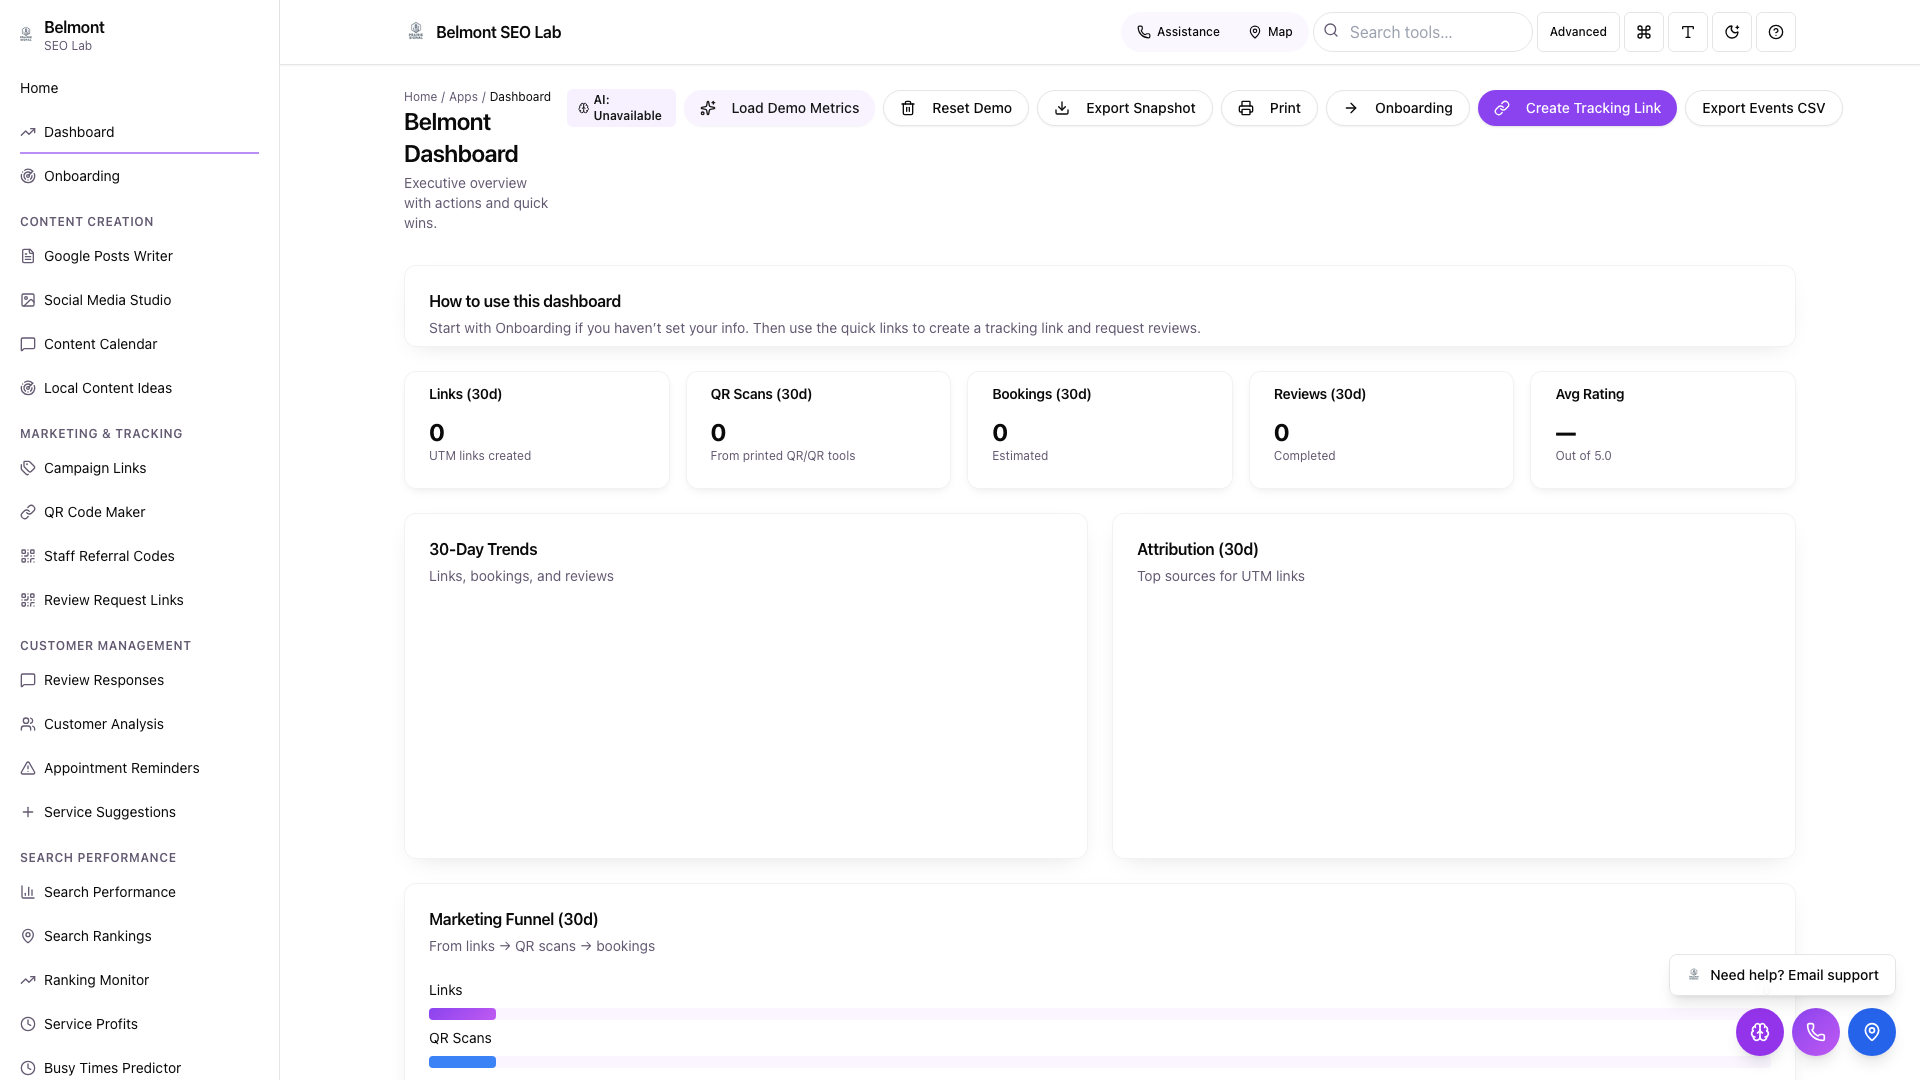 Belmont
SEO Lab
Home
Dashboard
Onboarding
CONTENT CREATION
Google Posts Writer
Social Media Studio
Content Calendar
Local Content Ideas
MARKETING & TRACKING
Campaign Links
QR Code Maker
Staff Referral Codes
Review Request Links
CUSTOMER MANAGEMENT
Review Responses
Customer Analysis
Appointment Reminders
Service Suggestions
SEARCH PERFORMANCE
Search Performance
Search Rankings
Ranking Monitor
Service Profits
Busy Times Predictor
Belmont SEO Lab
Assistance
Map
Search tools...
Advanced
Home / Apps / Dashboard
Belmont
Dashboard
Executive overview
with actions and quick
wins.
AI:
Unavailable
Load Demo Metrics
Reset Demo
Export Snapshot
Print
Onboarding
Create Tracking Link
Export Events CSV
How to use this dashboard
Start with Onboarding if you haven’t set your info. Then use the quick links to create a tracking link and request reviews.
Links (30d)
0
UTM links created
QR Scans (30d)
0
From printed QR/QR tools
Bookings (30d)
0
Estimated
Reviews (30d)
0
Completed
Avg Rating
—
Out of 5.0
30-Day Trends
Links, bookings, and reviews
Attribution (30d)
Top sources for UTM links
Marketing Funnel (30d)
From links → QR scans → bookings
Links
QR Scans
Need help? Email support